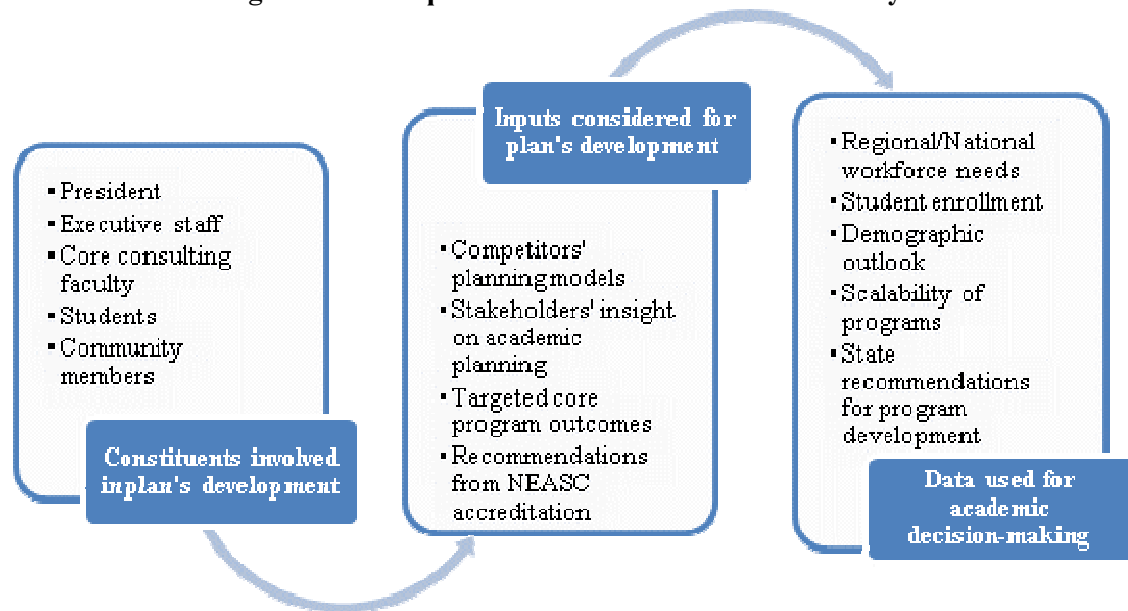 President
Executive staff
Core consulting
faculty
Students
Community
members
Constituents involved
inplan's development
Inputs considered for
plan's development
Competitors'
planning models
Stakeholders' insight
on academic
planning
Targeted core
program outcomes
Recommendations
from NEASC
accreditation
Regional/National
workforce needs
Student enrollment
Demographic
outlook
Scalability of
programs
State
recommendations
for program
development
Data used for
academic
decision-making